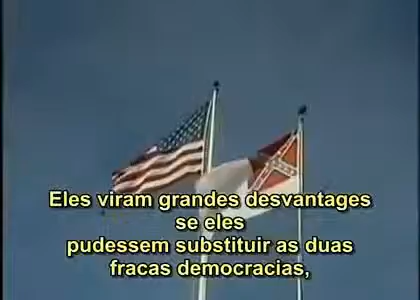 Eles viram grandes desvantages
se eles
pudessem substituir as duas
fracas democracias,